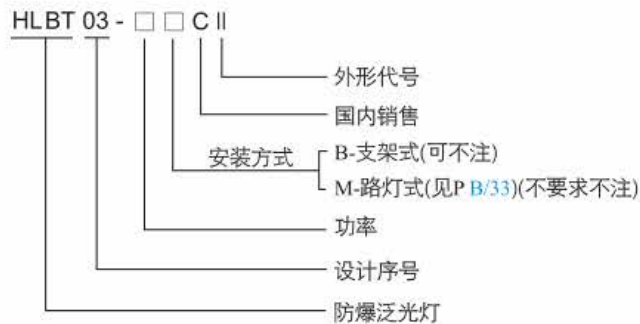 HLBT 03 - □ □ C II
外形代号
国内销售
安装方式
B-支架式(可不注)
M-路灯式(见P B/33)(不要求不注)
功率
设计序号
防爆泛光灯